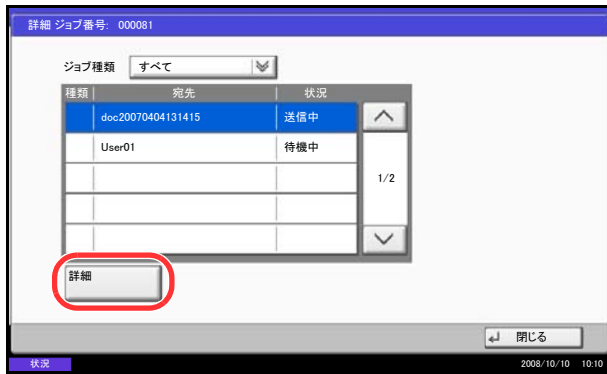 詳細 ジョブ番号: 000081
ジョブ種類 すべて
種類 宛先 状況
doc20070404131415 送信中
User01 待機中
1/2
詳細
閉じる
状況 2008/10/10 10:10